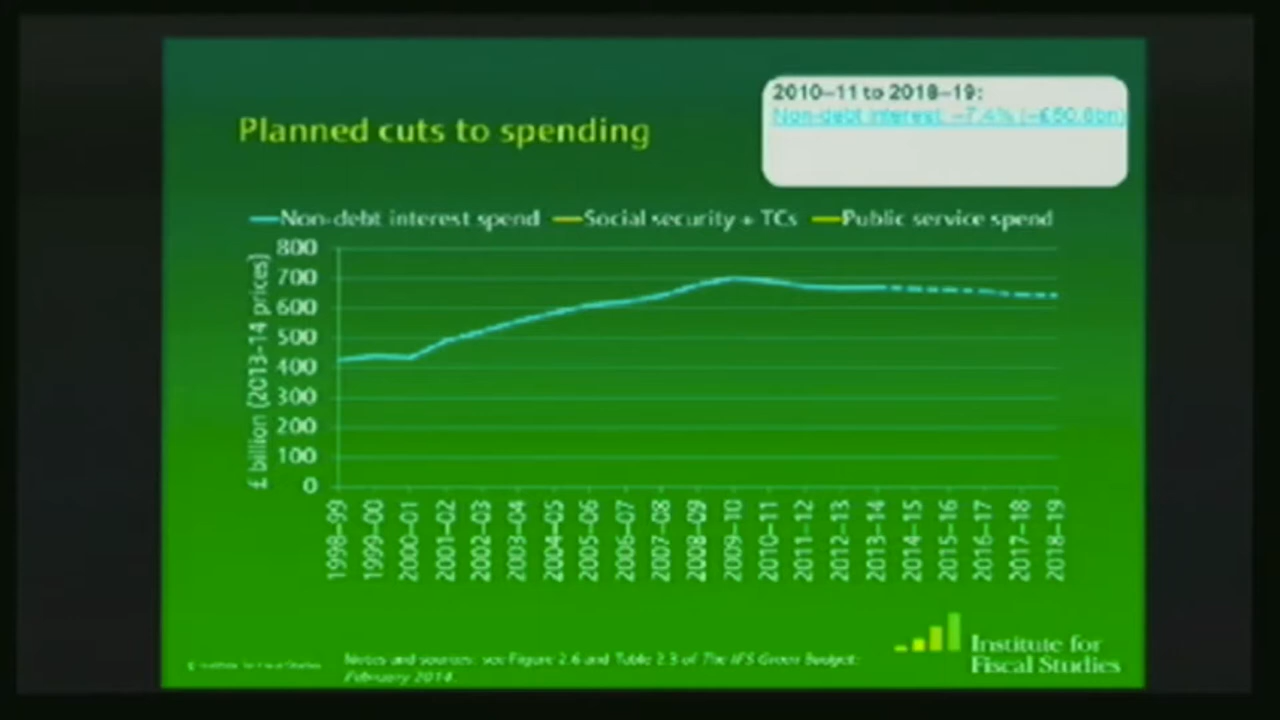 2010–11 to 2018–19:
Non-debt interest: –7.4% (–£50.6bn)
Planned cuts to spending
Non-debt interest spend Social security + TCs Public service spend
£ billion (2013-14 prices)
800
700
600
500
400
300
200
100
0
1998–99 1999–00 2000–01 2001–02 2002–03 2003–04 2004–05 2005–06 2006–07 2007–08 2008–09 2009–10 2010–11 2011–12 2012–13 2013–14 2014–15 2015–16 2016–17 2017–18 2018–19
Institute for
Fiscal Studies
© Institute for Fiscal Studies
Notes and sources: see Figure 2.6 and Table 2.3 of The IFS Green Budget:
February 2014.